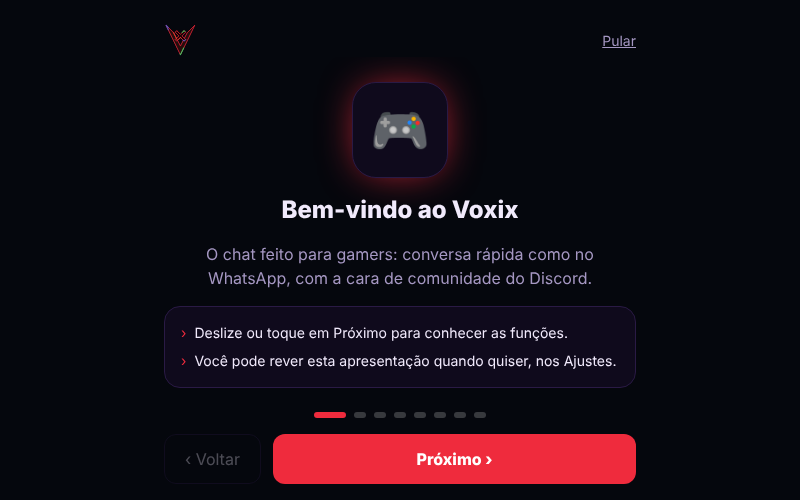 Pular
Bem-vindo ao Voxix
O chat feito para gamers: conversa rápida como no
WhatsApp, com a cara de comunidade do Discord.
› Deslize ou toque em Próximo para conhecer as funções.
› Você pode rever esta apresentação quando quiser, nos Ajustes.
‹ Voltar
Próximo ›